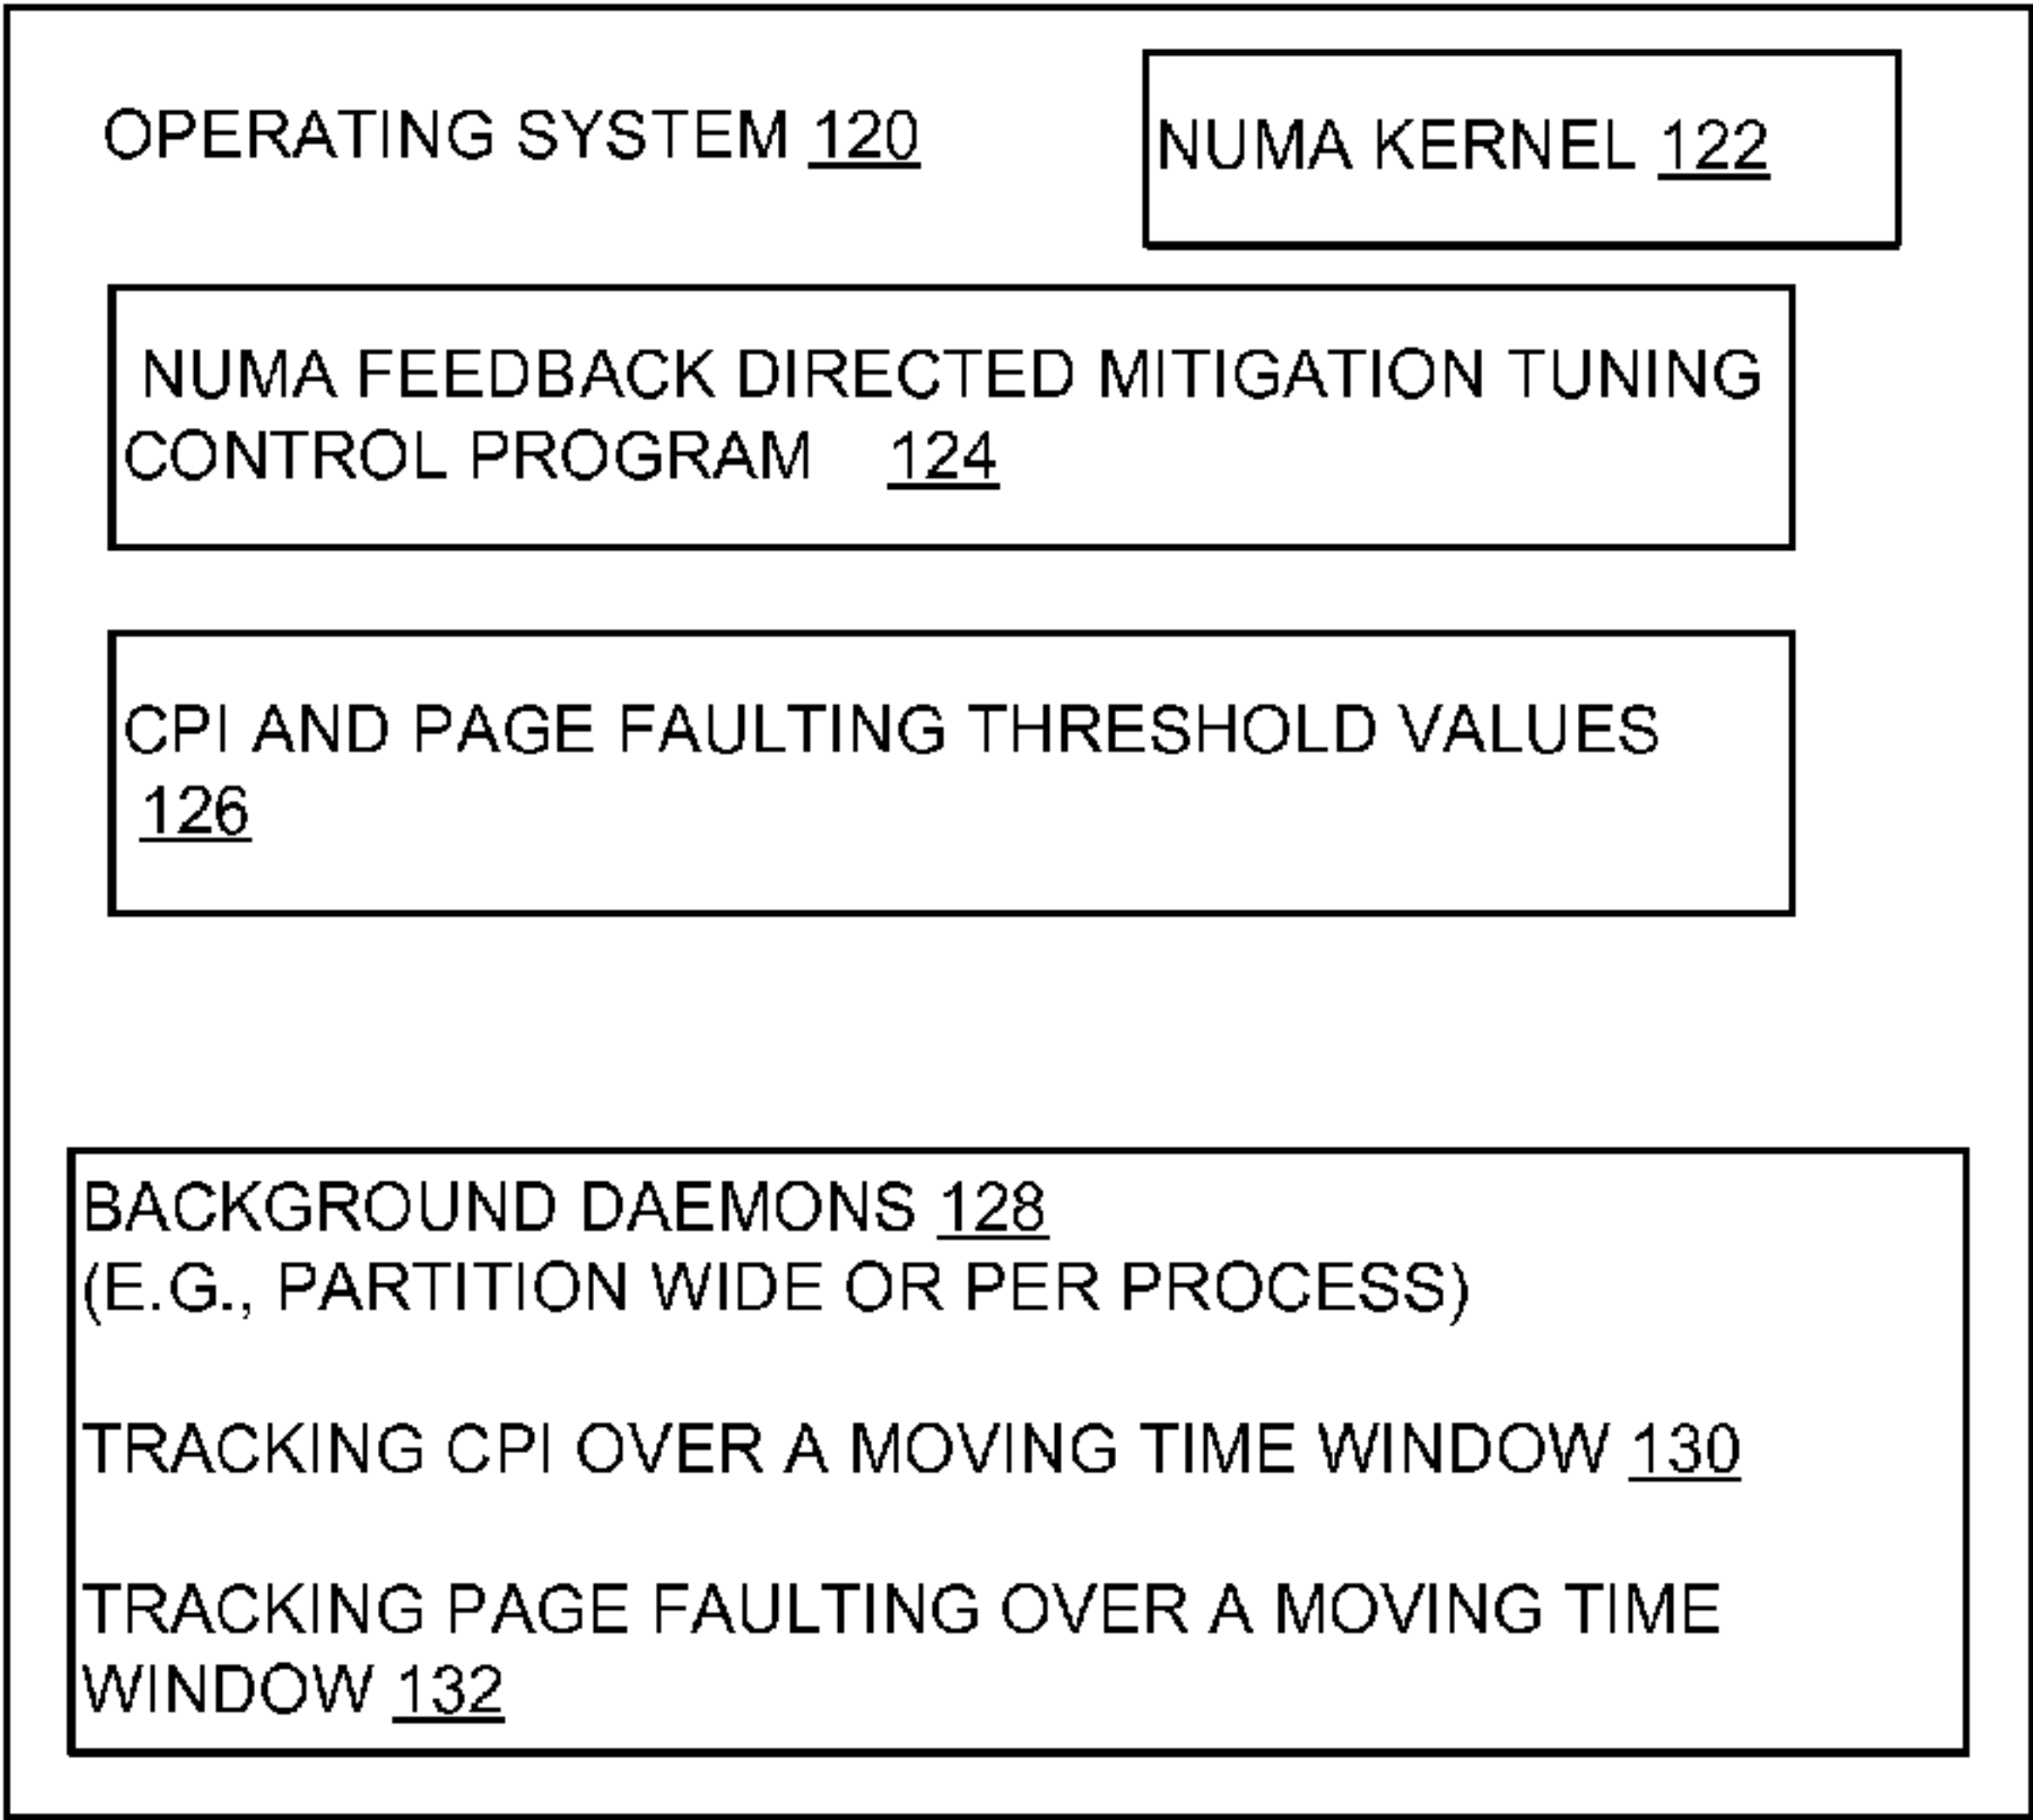 OPERATING SYSTEM 120
NUMA KERNEL 122
NUMA FEEDBACK DIRECTED MITIGATION TUNING
CONTROL PROGRAM 124
CPI AND PAGE FAULTING THRESHOLD VALUES
126
BACKGROUND DAEMONS 128
(E.G., PARTITION WIDE OR PER PROCESS)
TRACKING CPI OVER A MOVING TIME WINDOW 130
TRACKING PAGE FAULTING OVER A MOVING TIME
WINDOW 132